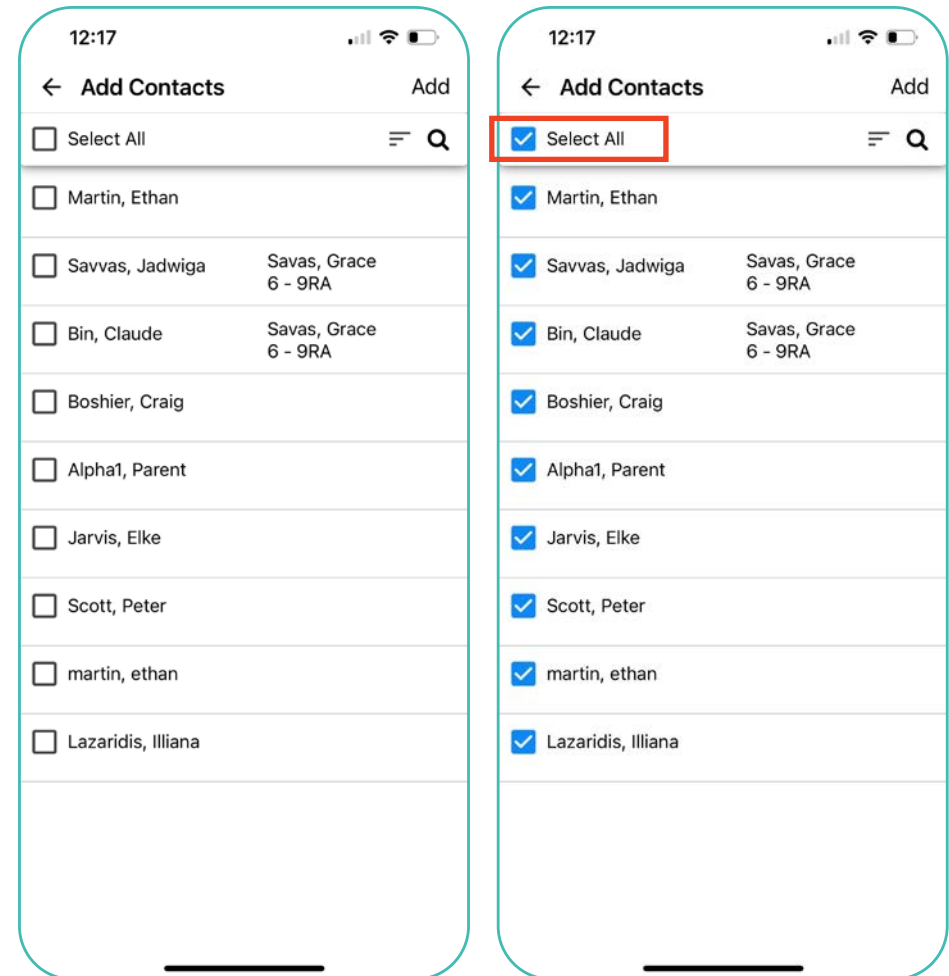 12:17
Add Contacts Add
Select All
Martin, Ethan
Savvas, Jadwiga Savas, Grace
6 - 9RA
Bin, Claude Savas, Grace
6 - 9RA
Boshier, Craig
Alpha1, Parent
Jarvis, Elke
Scott, Peter
martin, ethan
Lazaridis, Illiana
12:17
Add Contacts Add
Select All
Martin, Ethan
Savvas, Jadwiga Savas, Grace
6 - 9RA
Bin, Claude Savas, Grace
6 - 9RA
Boshier, Craig
Alpha1, Parent
Jarvis, Elke
Scott, Peter
martin, ethan
Lazaridis, Illiana